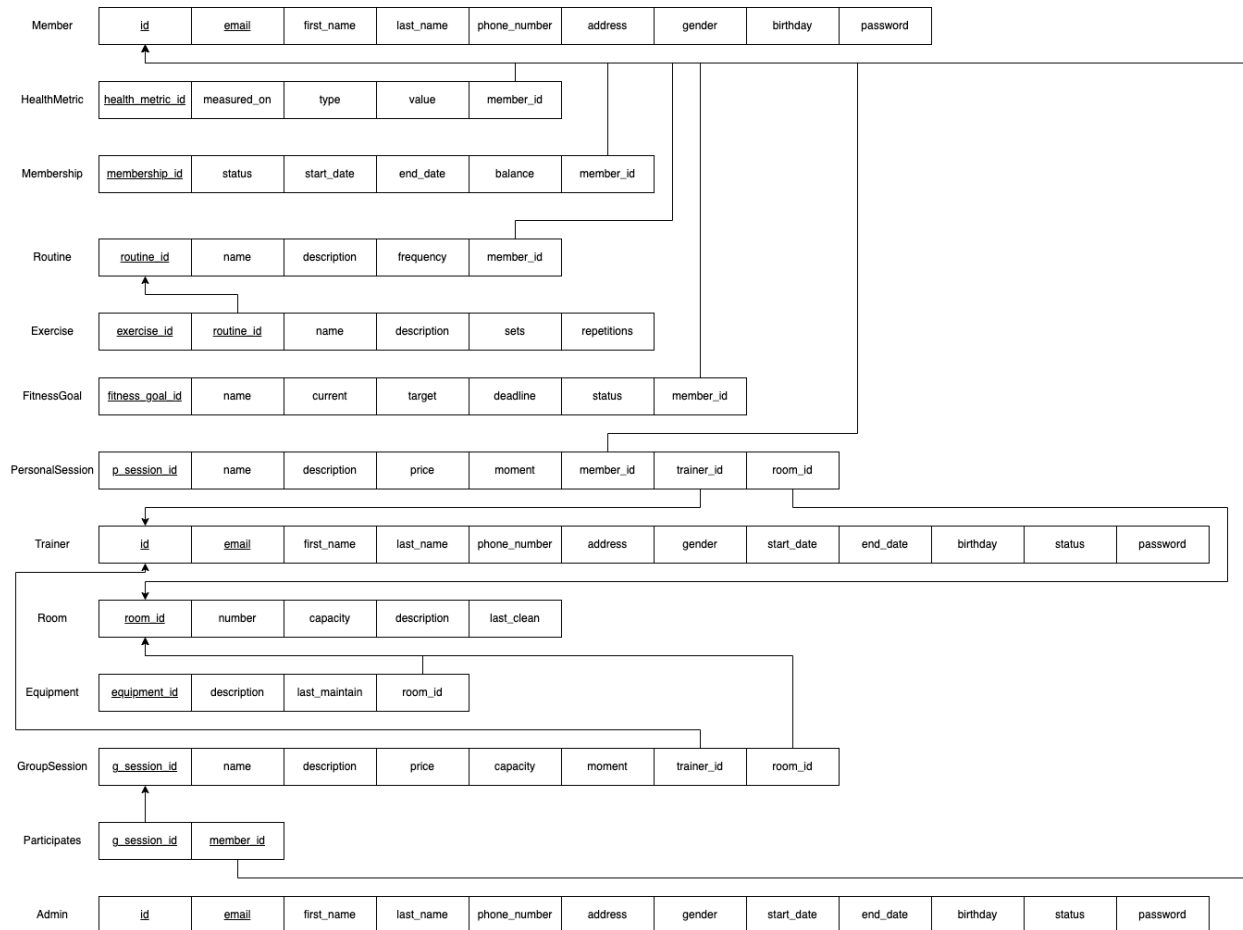 Member id email first_name last_name phone_number address gender birthday password
HealthMetric health_metric_id measured_on type value member_id
Membership membership_id status start_date end_date balance member_id
Routine routine_id name description frequency member_id
Exercise exercise_id routine_id name description sets repetitions
FitnessGoal fitness_goal_id name current target deadline status member_id
PersonalSession p_session_id name description price moment member_id trainer_id room_id
Trainer id email first_name last_name phone_number address gender start_date end_date birthday status password
Room room_id number capacity description last_clean
Equipment equipment_id description last_maintain room_id
GroupSession g_session_id name description price capacity moment trainer_id room_id
Participates g_session_id member_id
Admin id email first_name last_name phone_number address gender start_date end_date birthday status password